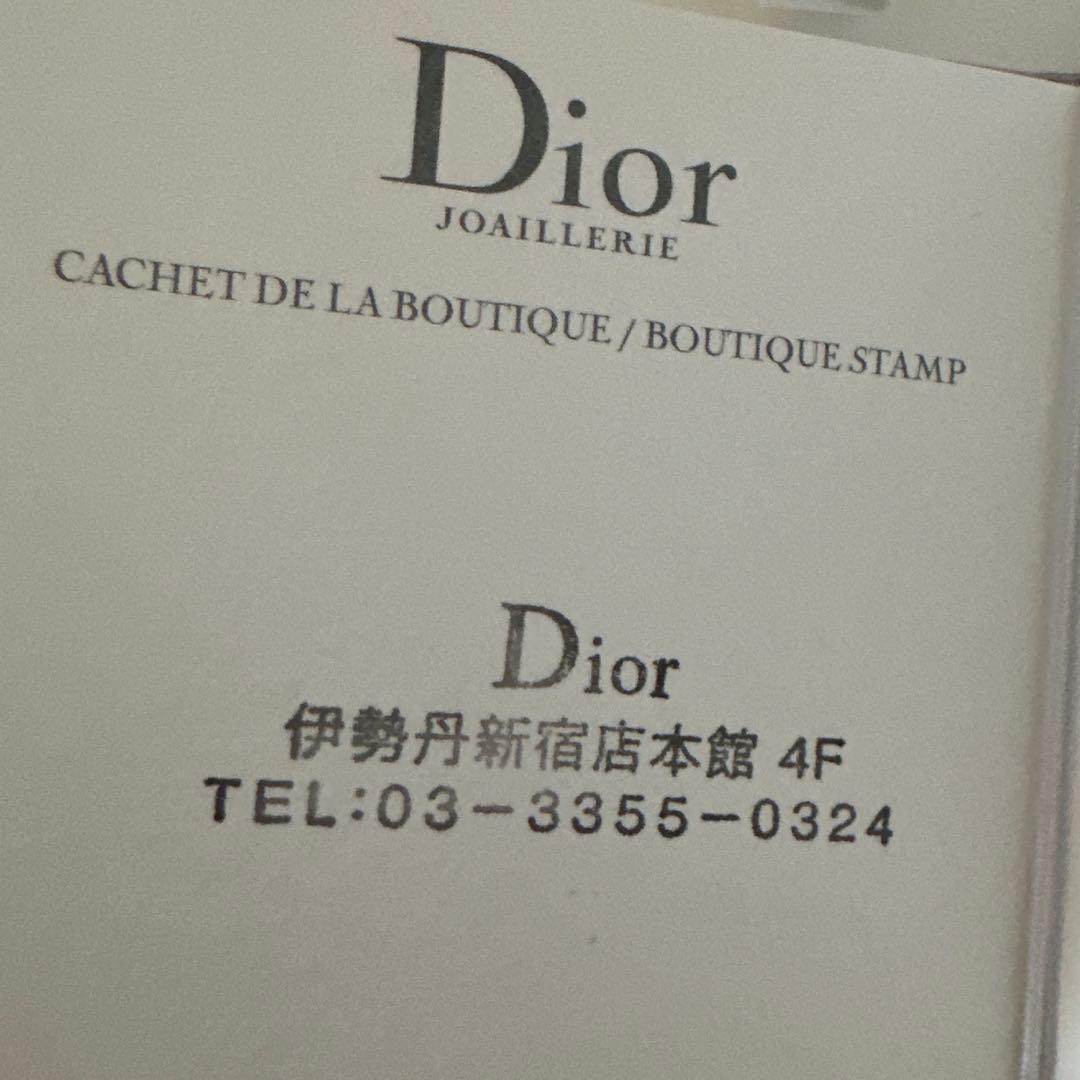 Dior
JOAILLERIE
CACHET DE LA BOUTIQUE / BOUTIQUE STAMP
Dior
伊勢丹新宿店本館 4F
TEL:03-3355-0324